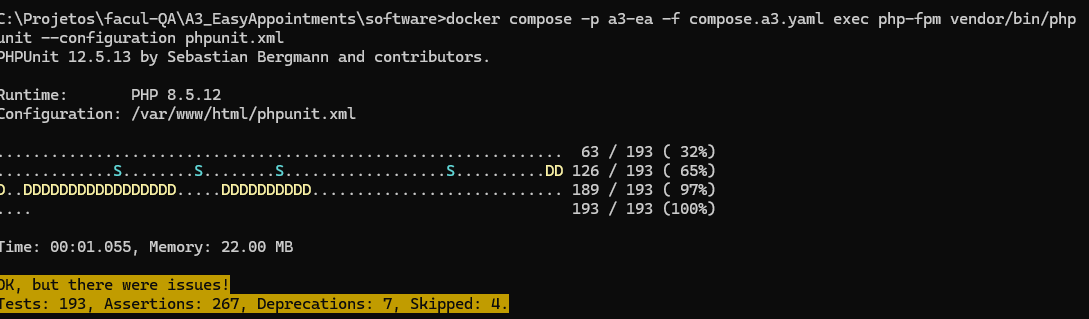 C:\Projetos\facul-QA\A3_EasyAppointments\software>docker compose -p a3-ea -f compose.a3.yaml exec php-fpm vendor/bin/php
unit --configuration phpunit.xml
PHPUnit 12.5.13 by Sebastian Bergmann and contributors.
Runtime:       PHP 8.5.12
Configuration: /var/www/html/phpunit.xml
...............................................................  63 / 193 ( 32%)
.............S........S........S..................S..........DD 126 / 193 ( 65%)
D..DDDDDDDDDDDDDDDDD.....DDDDDDDDDD............................ 189 / 193 ( 97%)
....                                                            193 / 193 (100%)
Time: 00:01.055, Memory: 22.00 MB
OK, but there were issues!
Tests: 193, Assertions: 267, Deprecations: 7, Skipped: 4.